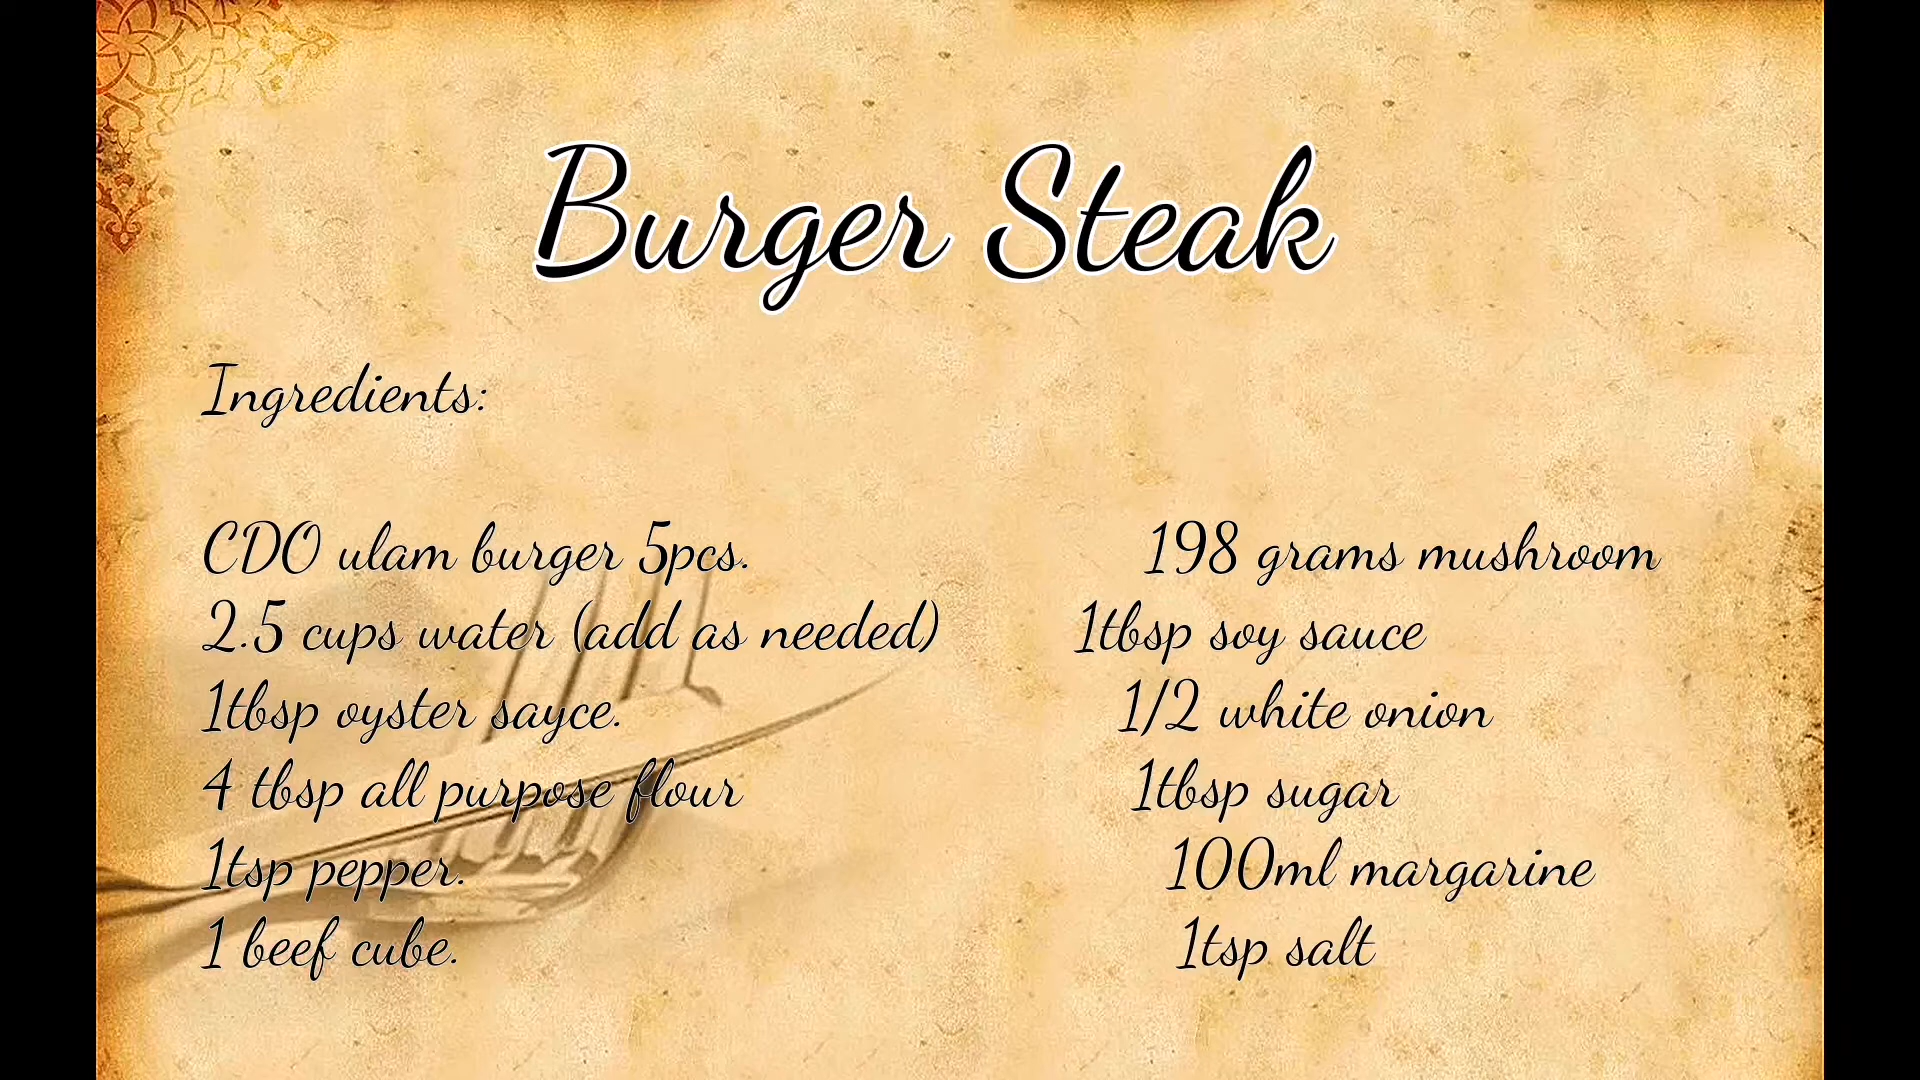 Burger Steak
Ingredients:
CDO ulam burger 5pcs. 198 grams mushroom
2.5 cups water (add as needed) 1tbsp soy sauce
1tbsp oyster sayce. 1/2 white onion
4 tbsp all purpose flour 1tbsp sugar
1tsp pepper. 100ml margarine
1 beef cube. 1tsp salt